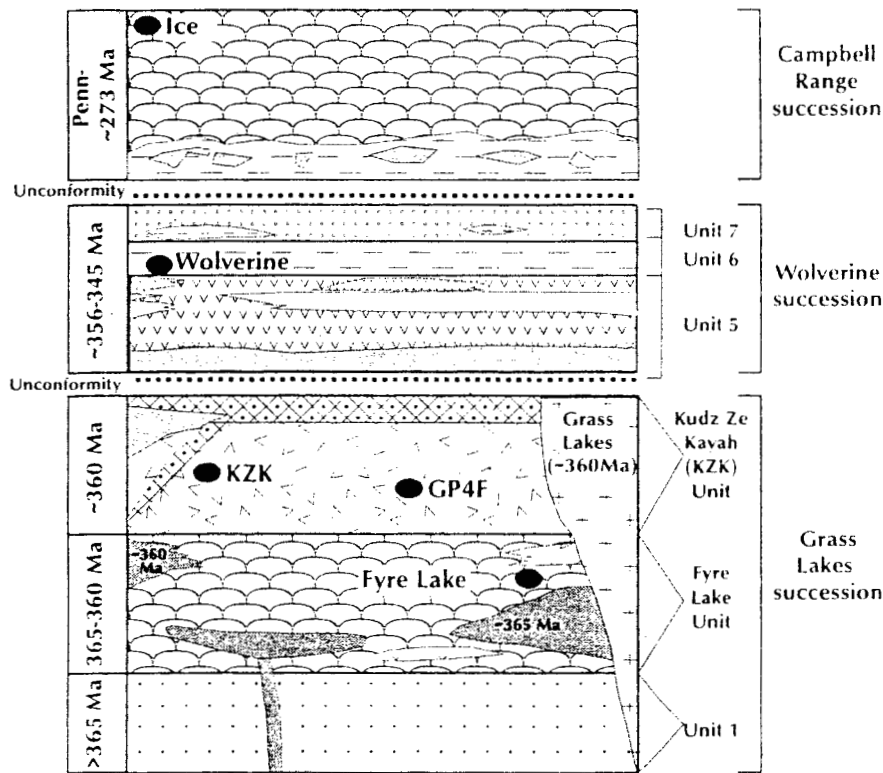 Penn-
~273 Ma
Ice
Campbell
Range
succession
Unconformity
~356-345 Ma
Wolverine
Unit 7
Unit 6
Unit 5
Wolverine
succession
Unconformity
~360 Ma
KZK
GP4F
Grass
Lakes
(~360Ma)
Kudz Ze
Kayah
(KZK)
Unit
365-360 Ma
~360
Ma
Fyre Lake
~365 Ma
Fyre
Lake
Unit
Grass
Lakes
succession
>365 Ma
Unit 1